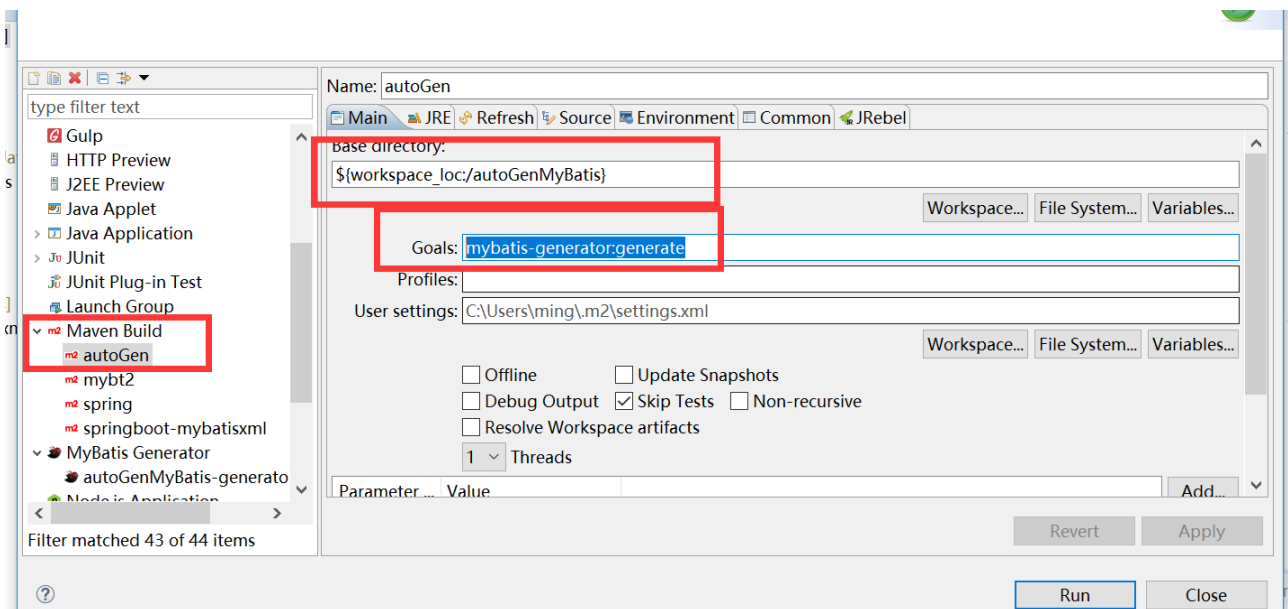 type filter text
Gulp
HTTP Preview
J2EE Preview
Java Applet
Java Application
JUnit
JUnit Plug-in Test
Launch Group
Maven Build
autoGen
mybt2
spring
springboot-mybatisxml
MyBatis Generator
autoGenMyBatis-generato
Node.js Application
Filter matched 43 of 44 items
Name: autoGen
Main JRE Refresh Source Environment Common JRebel
Base directory:
${workspace_loc:/autoGenMyBatis}
Workspace... File System... Variables...
Goals: mybatis-generator:generate
Profiles:
User settings: C:\Users\ming\.m2\settings.xml
Workspace... File System... Variables...
Offline Update Snapshots
Debug Output Skip Tests Non-recursive
Resolve Workspace artifacts
1 Threads
Parameter ... Value Add...
Revert Apply
Run Close